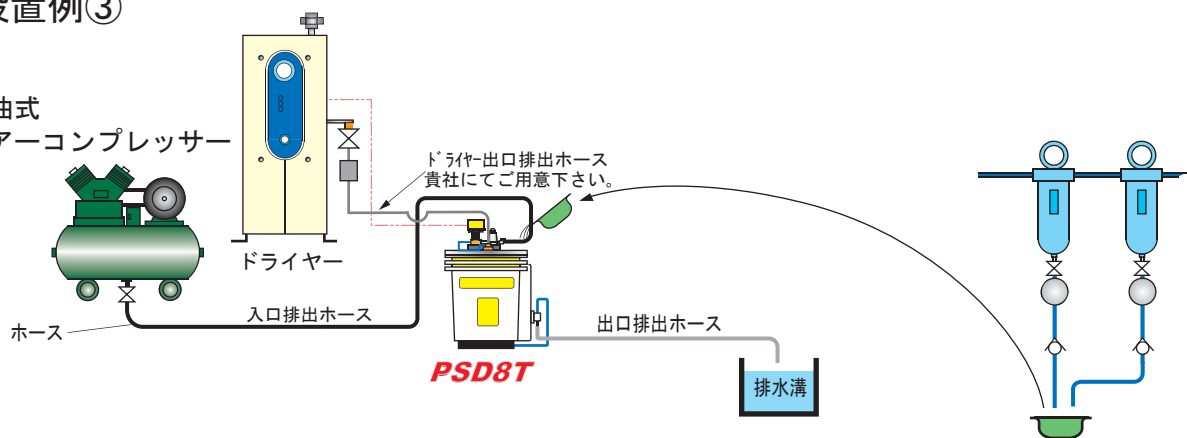 設置例③
油式
アーコンプレッサー
ドライヤー
ﾄﾞﾗｲﾔｰ出口排出ホース
貴社にてご用意下さい。
入口排出ホース
ホース
出口排出ホース
PSD8T
排水溝